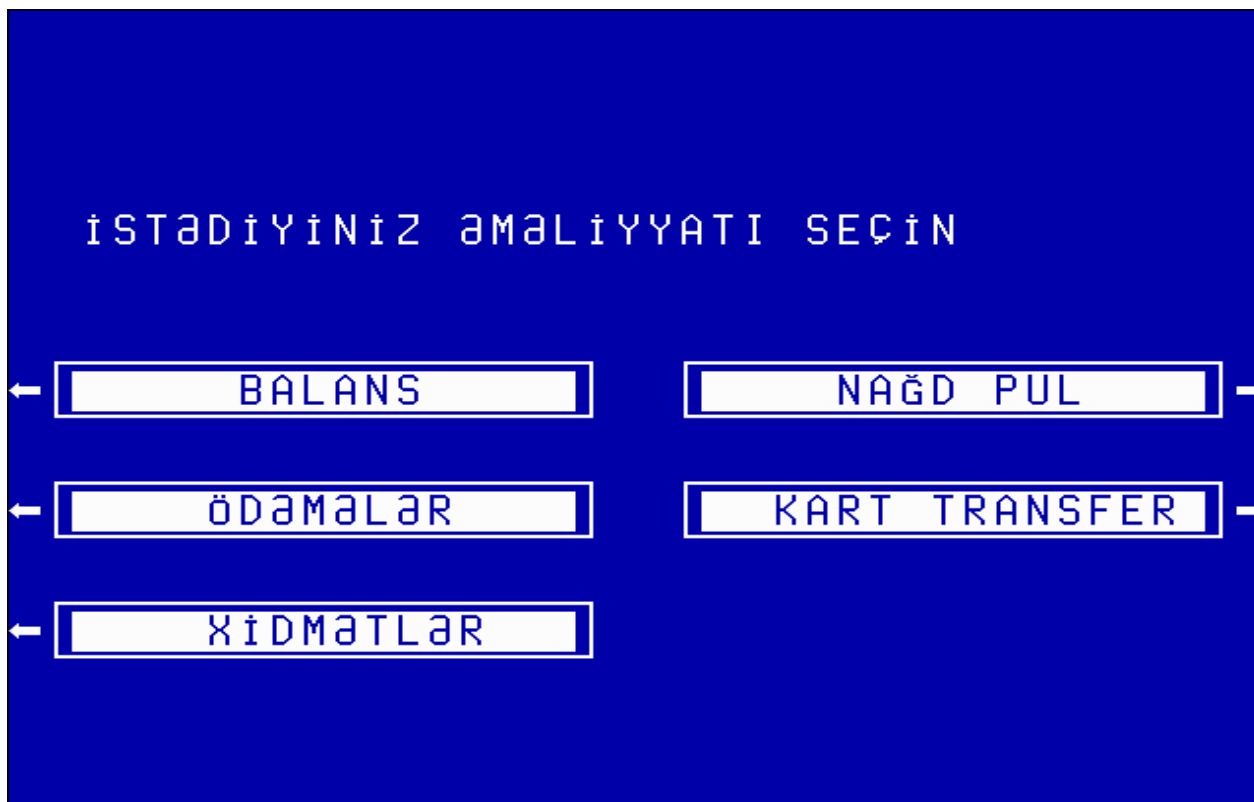 İSTƏDİYİNİZ ƏMƏLİYYATI SEÇİN
BALANS
NAĞD PUL
ÖDƏMƏLƏR
KART TRANSFER
XİDMƏTLƏR